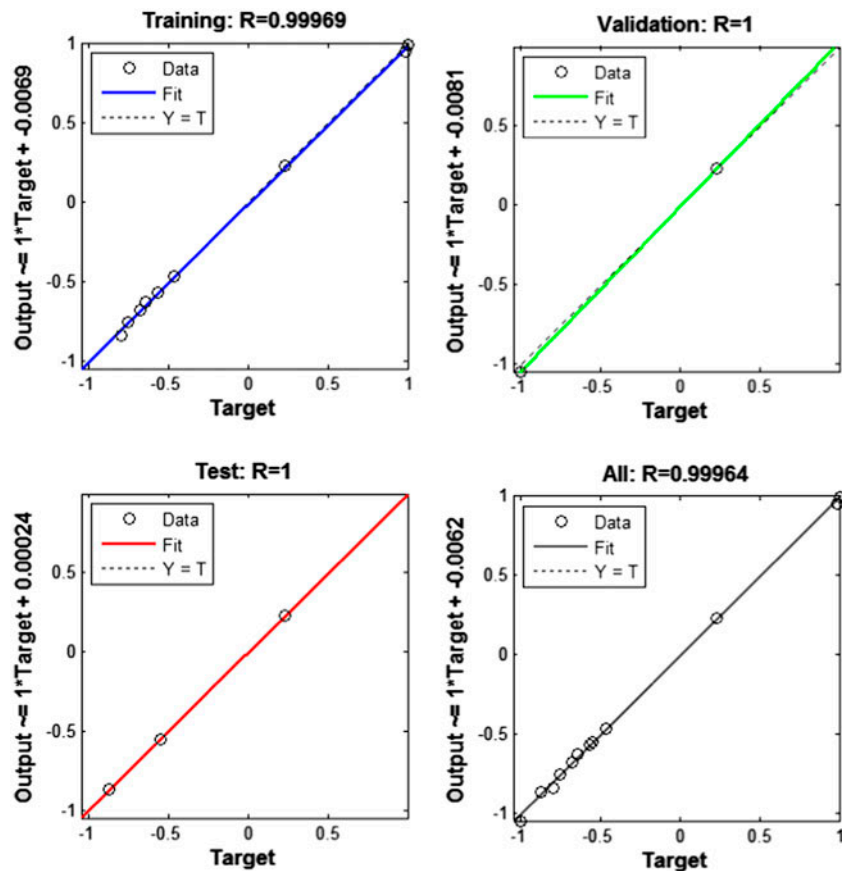 Training: R=0.99969
Output ~= 1*Target + -0.0069
1
0.5
0
-0.5
-1
Data
Fit
Y = T
-1
-0.5
0
0.5
1
Target
Validation: R=1
Output ~= 1*Target + -0.0081
0.5
0
-0.5
-1
Data
Fit
Y = T
-1
-0.5
0
0.5
Target
Test: R=1
Output ~= 1*Target + 0.00024
0.5
0
-0.5
-1
Data
Fit
Y = T
-1
-0.5
0
0.5
Target
All: R=0.99964
Output ~= 1*Target + -0.0062
1
0.5
0
-0.5
-1
Data
Fit
Y = T
-1
-0.5
0
0.5
1
Target